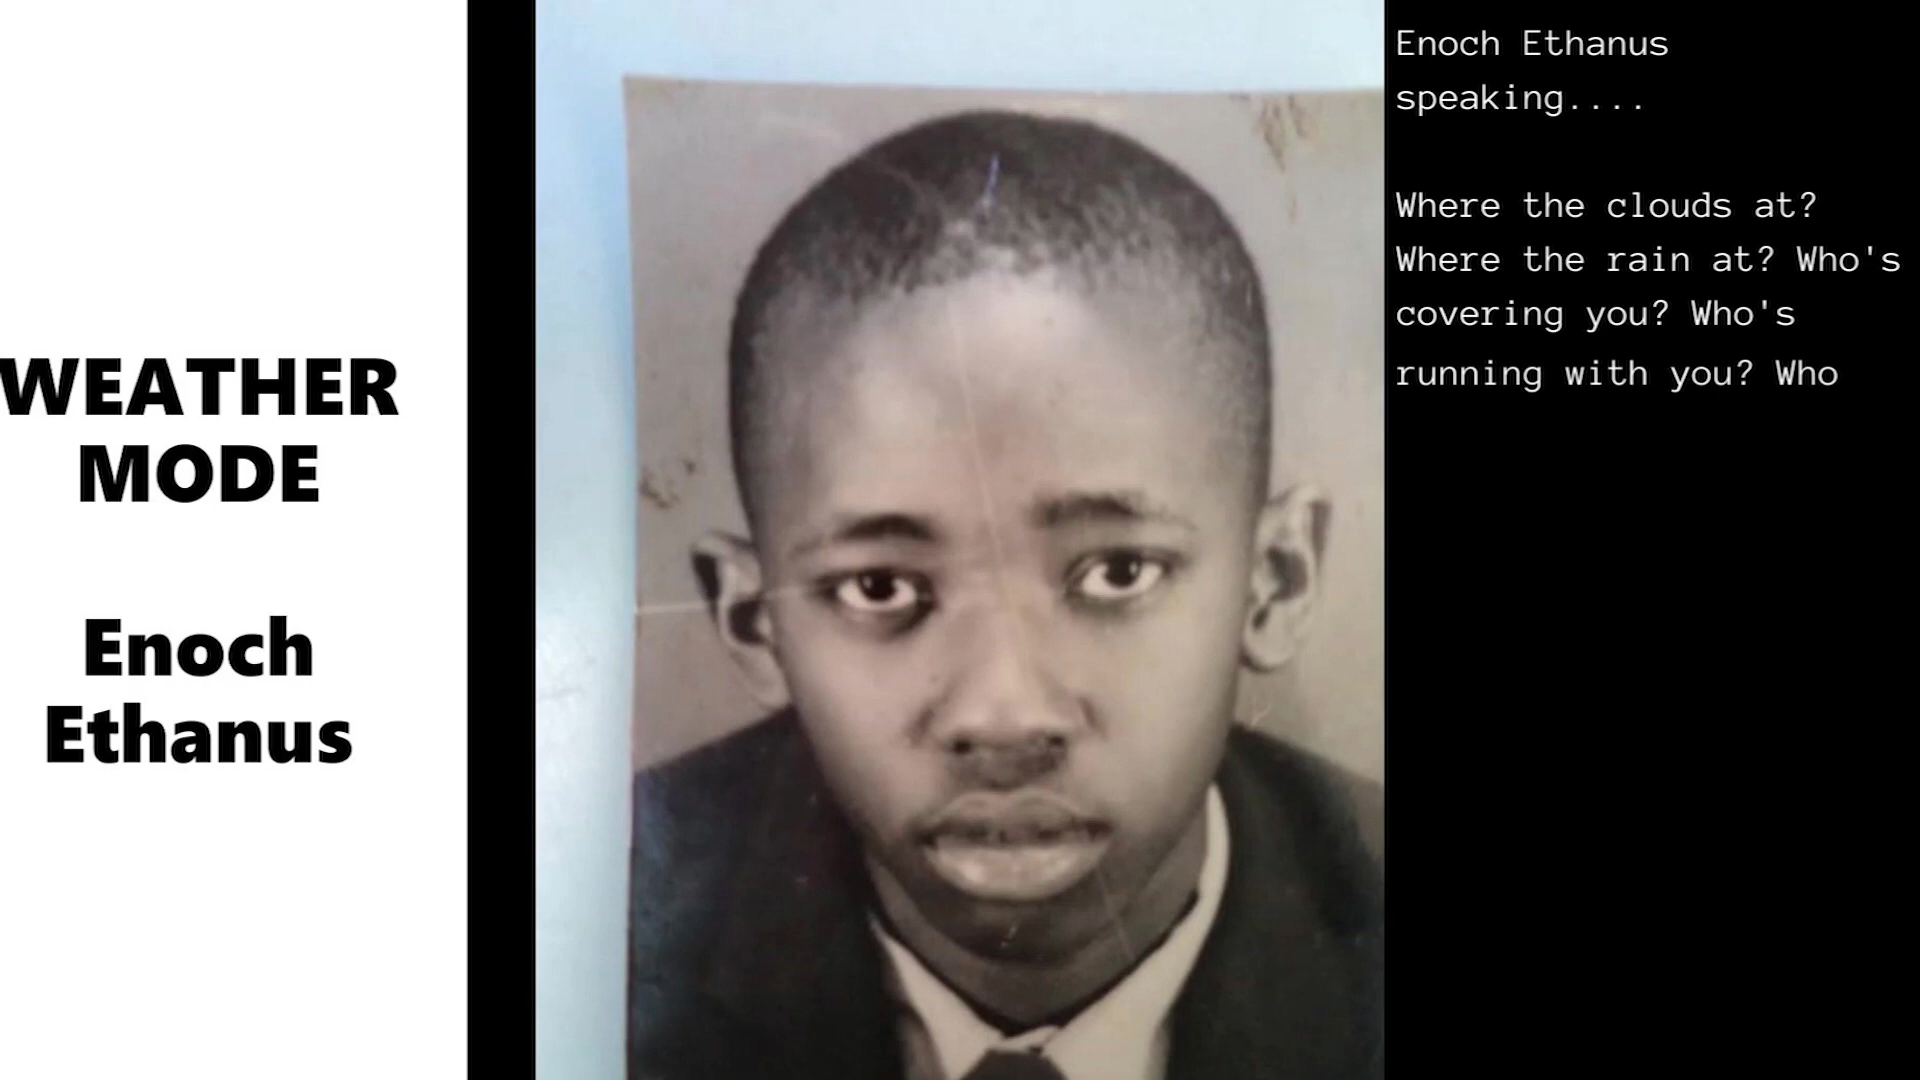 WEATHER
MODE
Enoch
Ethanus
Enoch Ethanus
speaking....
Where the clouds at?
Where the rain at? Who's
covering you? Who's
running with you? Who